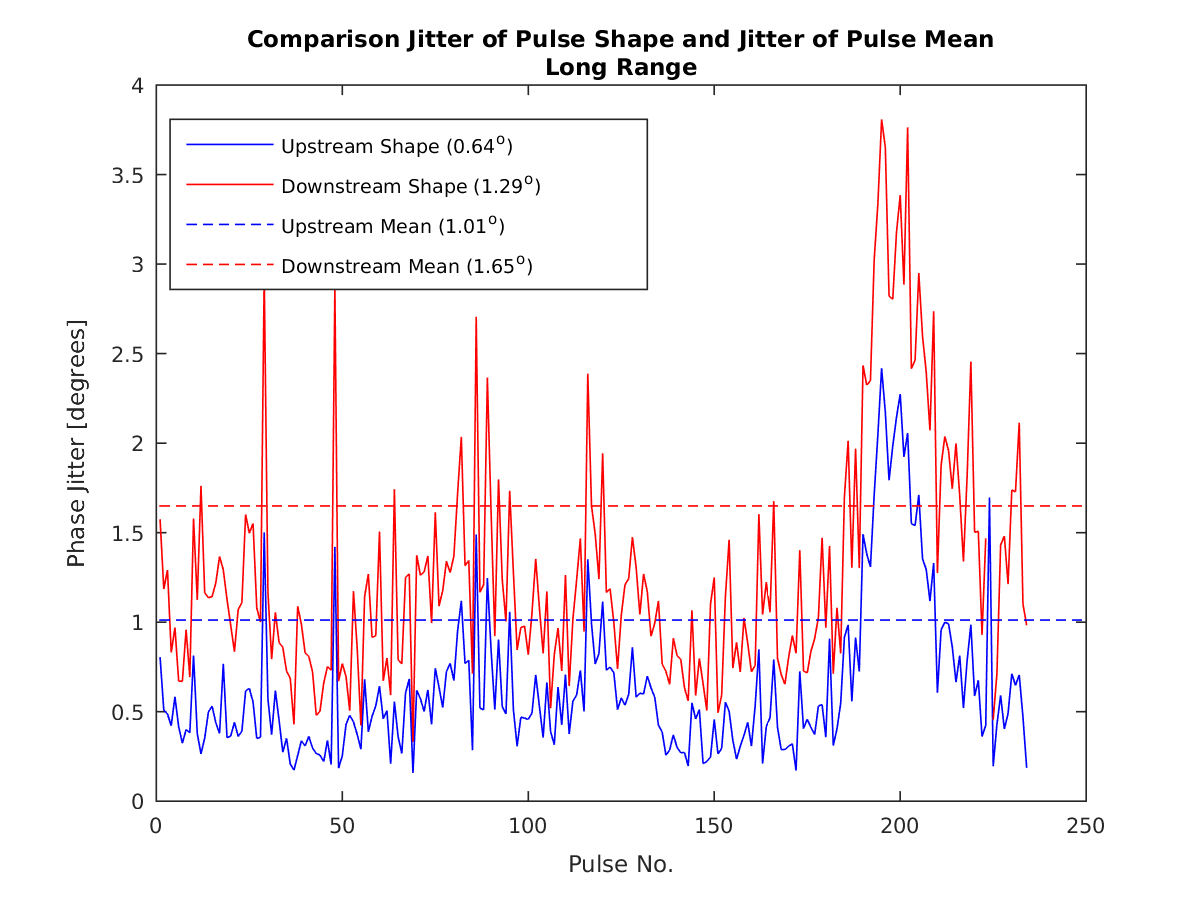 Comparison Jitter of Pulse Shape and Jitter of Pulse Mean
Long Range
4
3.5
3
2.5
2
1.5
1
0.5
0
Phase Jitter [degrees]
Upstream Shape (0.64°)
Downstream Shape (1.29°)
Upstream Mean (1.01°)
Downstream Mean (1.65°)
0 50 100 150 200 250
Pulse No.